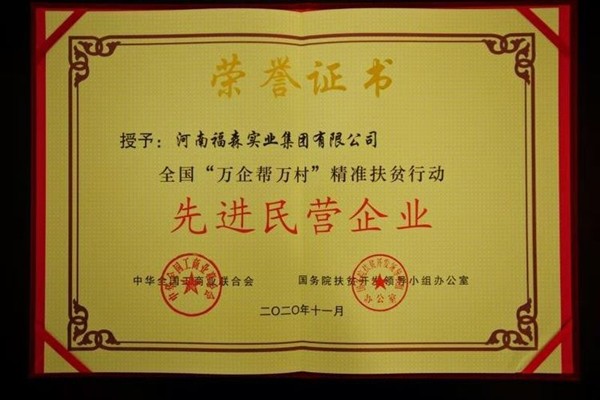 荣誉证书
授予：河南福森实业集团有限公司
全国“万企帮万村”精准扶贫行动
先进民营企业
中华全国工商业联合会 国务院扶贫开发领导小组办公室
二〇二〇年十一月